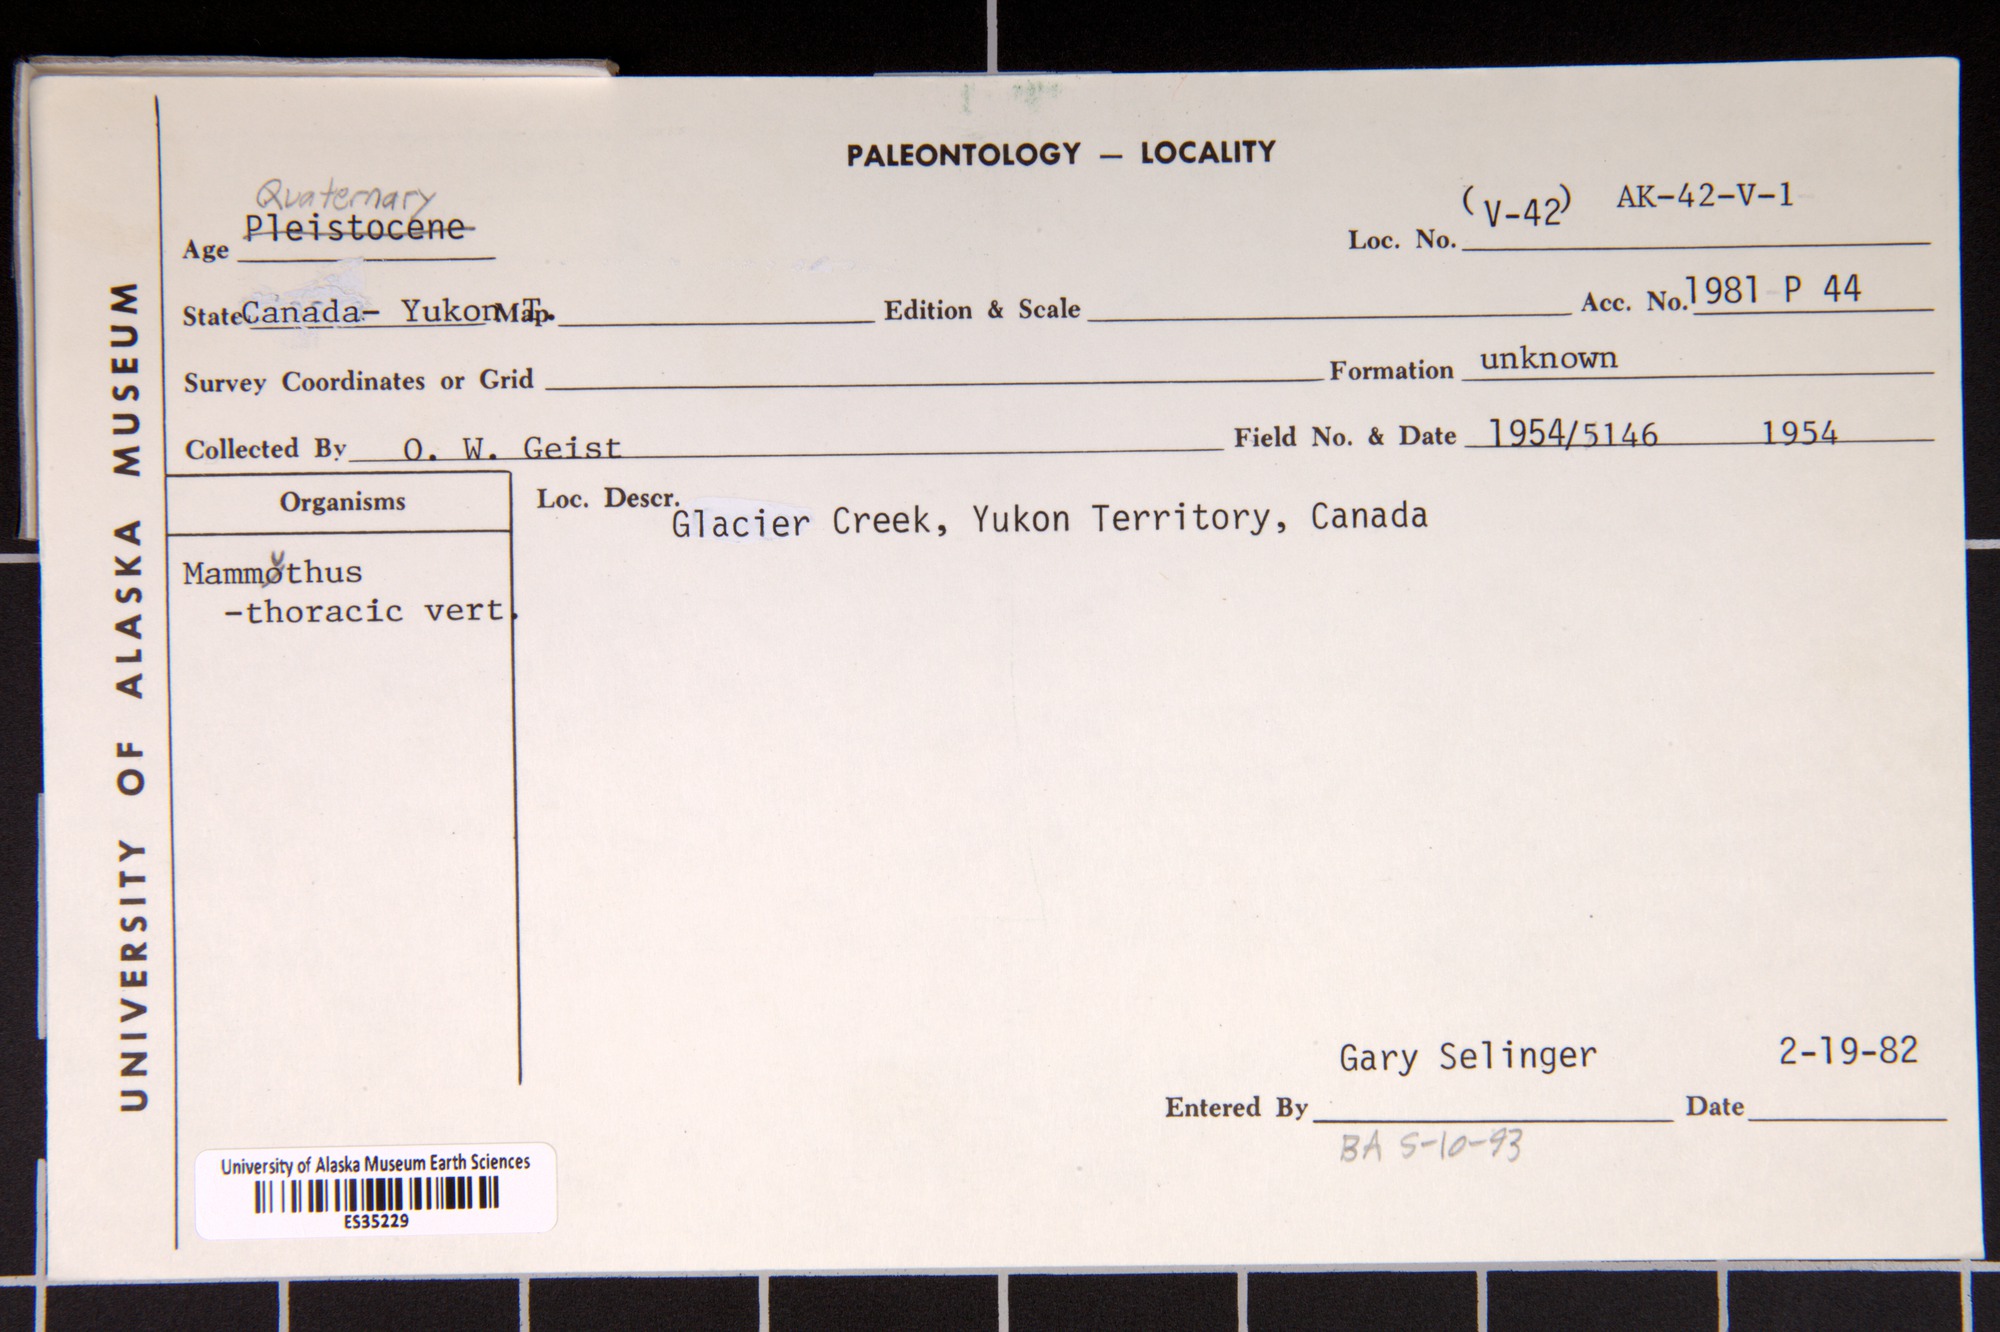 PALEONTOLOGY — LOCALITY
Quaternary
Age Pleistocene
Loc. No. (V-42) AK-42-V-1
State Canada- Yukon T. Map Edition & Scale Acc. No. 1981 P 44
Survey Coordinates or Grid Formation unknown
Collected By O. W. Geist Field No. & Date 1954/5146 1954
Organisms
Loc. Descr. Glacier Creek, Yukon Territory, Canada
Mammuthus
-thoracic vert.
Entered By Gary Selinger Date 2-19-82
BA 5-10-93
UNIVERSITY OF ALASKA MUSEUM
University of Alaska Museum Earth Sciences
ES35229